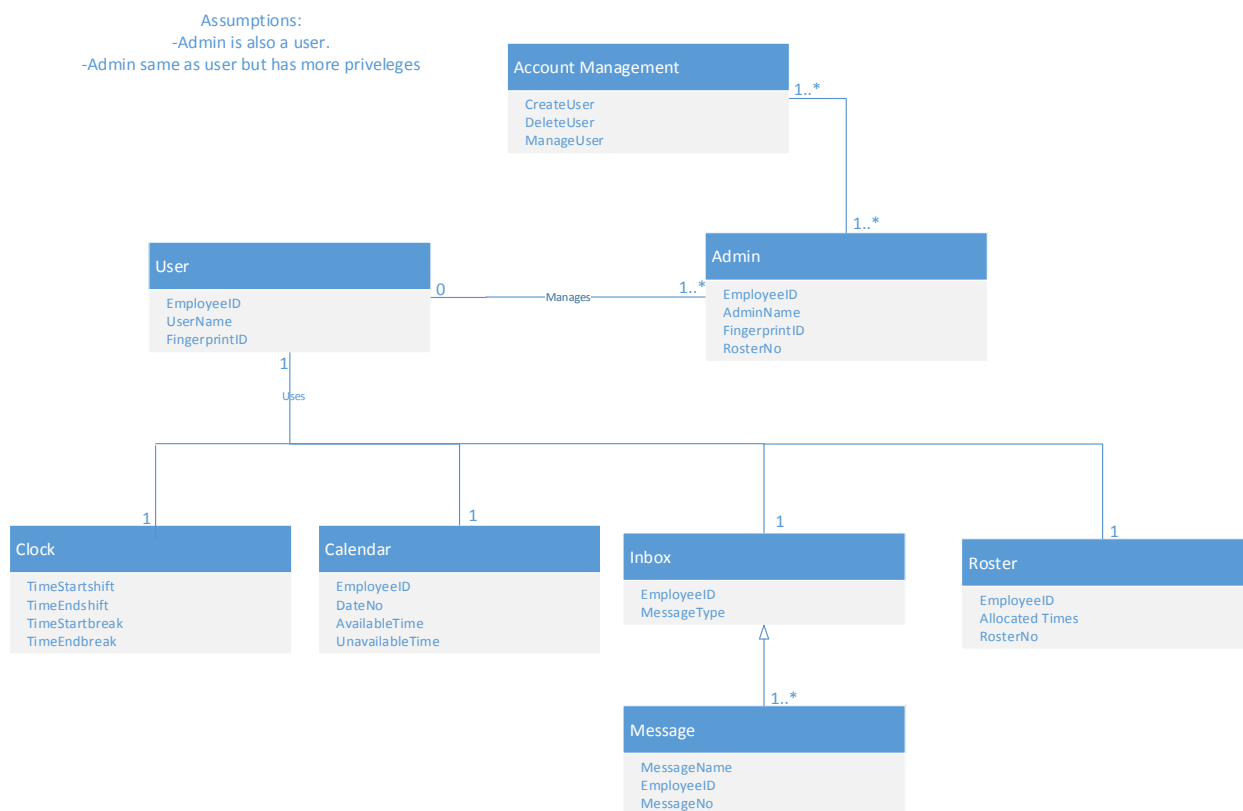 Assumptions:
-Admin is also a user.
-Admin same as user but has more priveleges
Account Management
CreateUser
DeleteUser
ManageUser
1..*
1..*
User
EmployeeID
UserName
FingerprintID
0
Manages
1..*
Admin
EmployeeID
AdminName
FingerprintID
RosterNo
1
Uses
1
1
1
1
Clock
TimeStartshift
TimeEndshift
TimeStartbreak
TimeEndbreak
Calendar
EmployeeID
DateNo
AvailableTime
UnavailableTime
Inbox
EmployeeID
MessageType
Roster
EmployeeID
Allocated Times
RosterNo
1..*
Message
MessageName
EmployeeID
MessageNo